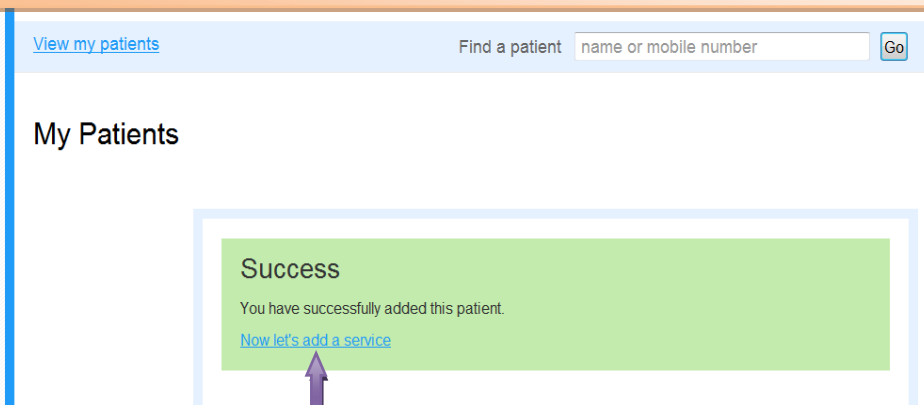 View my patients Find a patient name or mobile number Go
My Patients
Success
You have successfully added this patient.
Now let's add a service